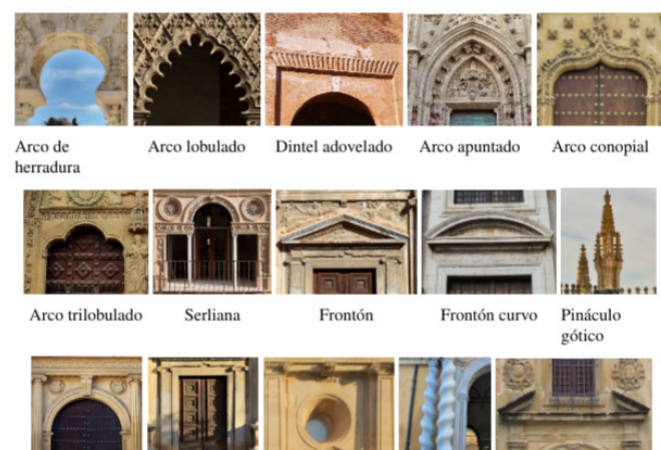 Arco de
herradura
Arco lobulado
Dintel adovelado
Arco apuntado
Arco conopial
Arco trilobulado
Serliana
Frontón
Frontón curvo
Pináculo
gótico